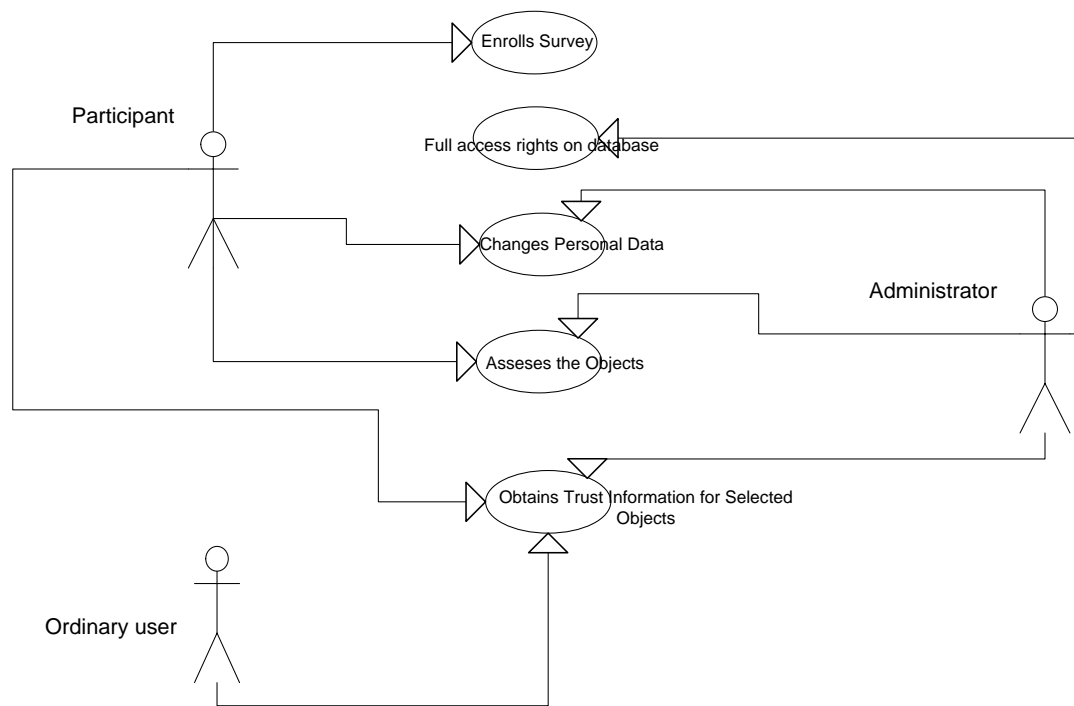 Enrolls Survey
Participant
Full access rights on database
Changes Personal Data
Administrator
Asseses the Objects
Obtains Trust Information for Selected
Objects
Ordinary user